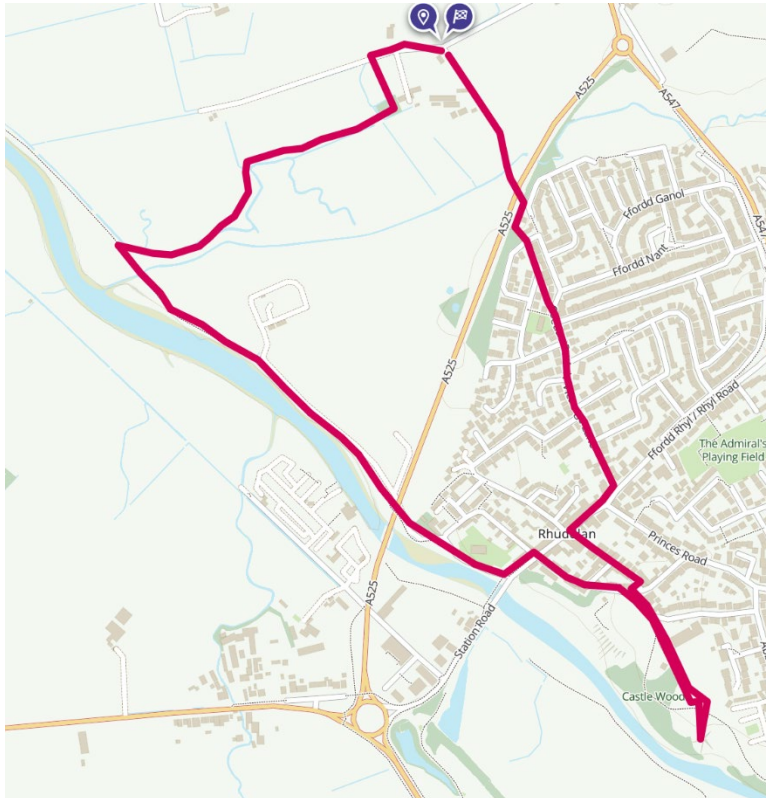 A525
A547
Ffordd Ganol
A547
A525
Ffordd Nant
A525
Ffordd Rhyl / Rhyl Road
The Admiral's
Playing Field
Princes Road
A525
Station Road
Castle Wood